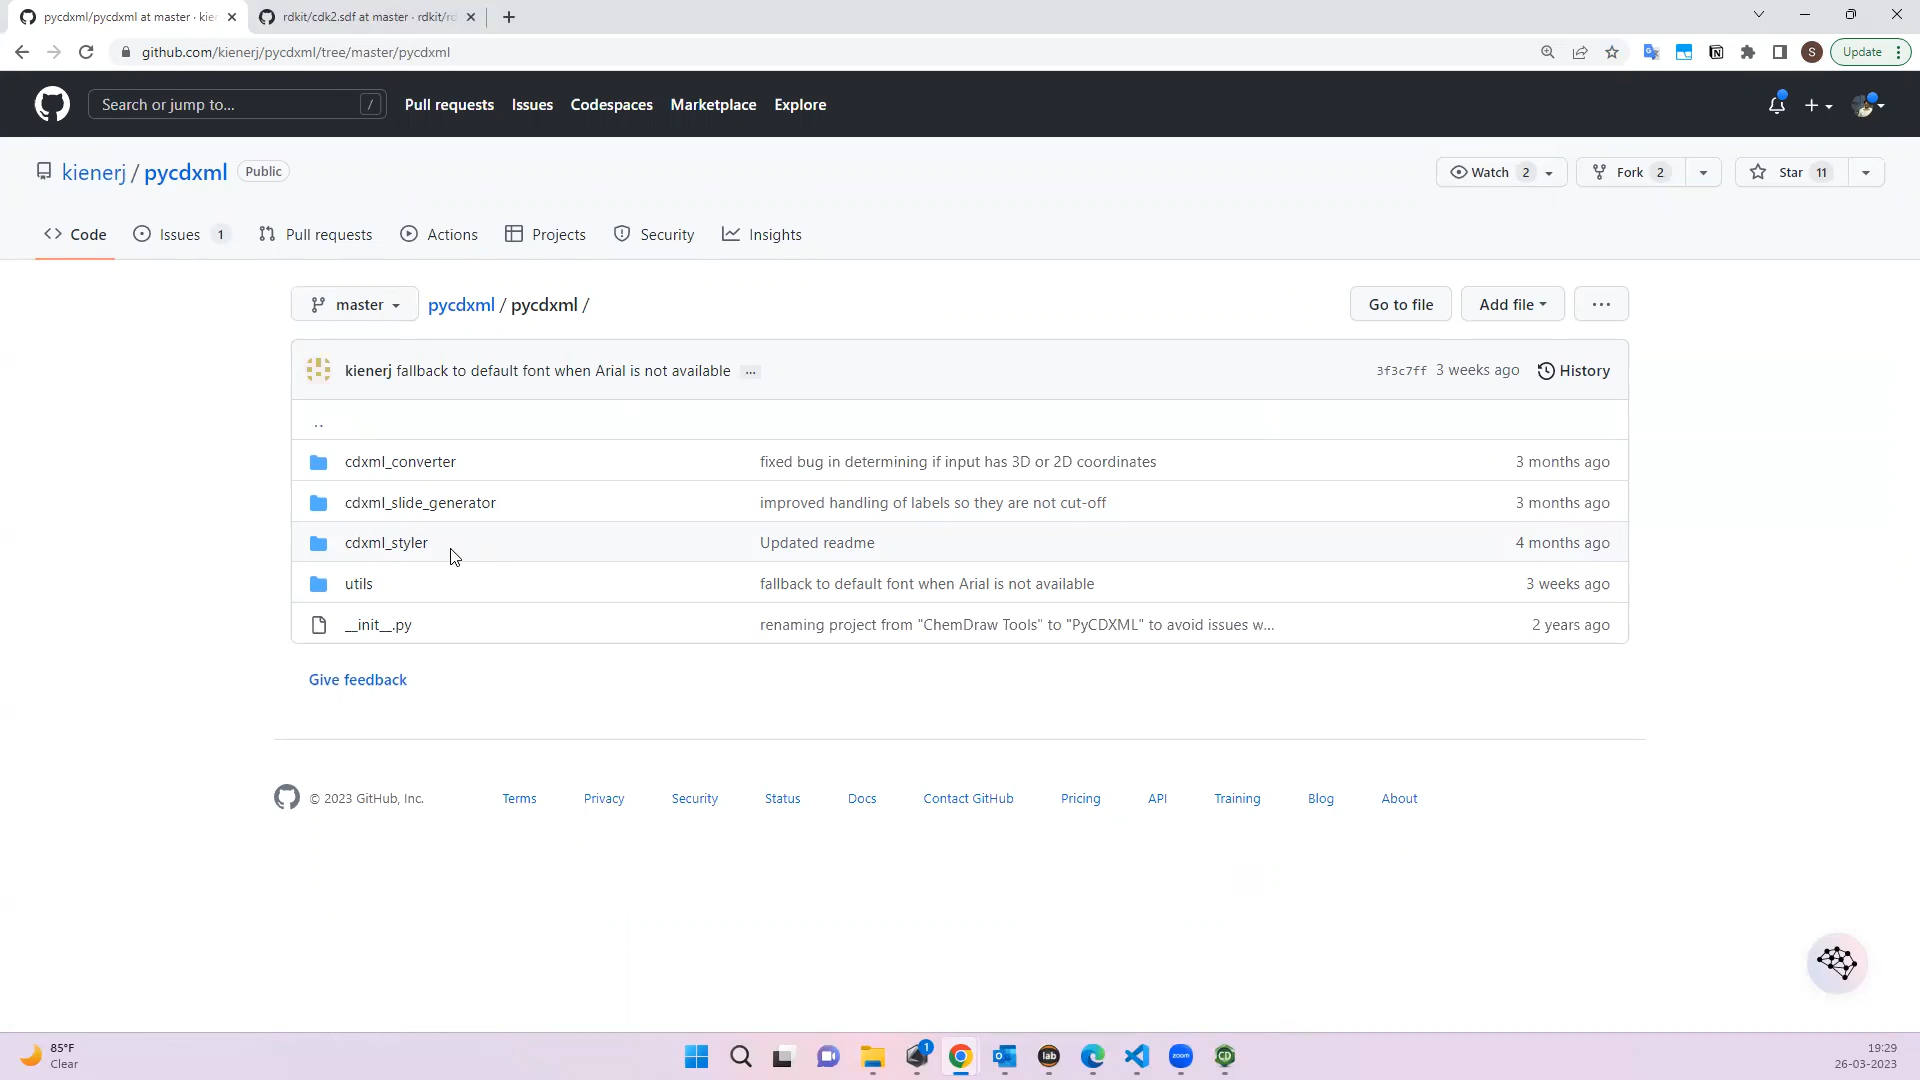 pycdxml/pycdxml at master · kie
rdkit/cdk2.sdf at master · rdkit/r
github.com/kienerj/pycdxml/tree/master/pycdxml
S
Update
Search or jump to...
/
Pull requests
Issues
Codespaces
Marketplace
Explore
kienerj / pycdxml
Public
Watch 2
Fork 2
Star 11
Code
Issues 1
Pull requests
Actions
Projects
Security
Insights
master
pycdxml / pycdxml /
Go to file
Add file
kienerj fallback to default font when Arial is not available ...
3f3c7ff 3 weeks ago
History
..
cdxml_converter
fixed bug in determining if input has 3D or 2D coordinates
3 months ago
cdxml_slide_generator
improved handling of labels so they are not cut-off
3 months ago
cdxml_styler
Updated readme
4 months ago
utils
fallback to default font when Arial is not available
3 weeks ago
__init__.py
renaming project from "ChemDraw Tools" to "PyCDXML" to avoid issues w...
2 years ago
Give feedback
© 2023 GitHub, Inc.
Terms
Privacy
Security
Status
Docs
Contact GitHub
Pricing
API
Training
Blog
About
85°F
Clear
1
lab
zoom
CD
19:29
26-03-2023